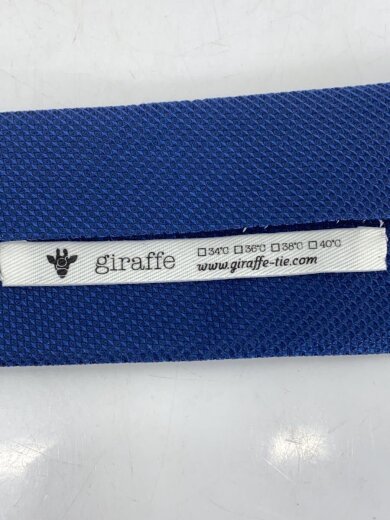 giraffe
☐34℃ ☐36℃ ☐38℃ ☐40℃
www.giraffe-tie.com